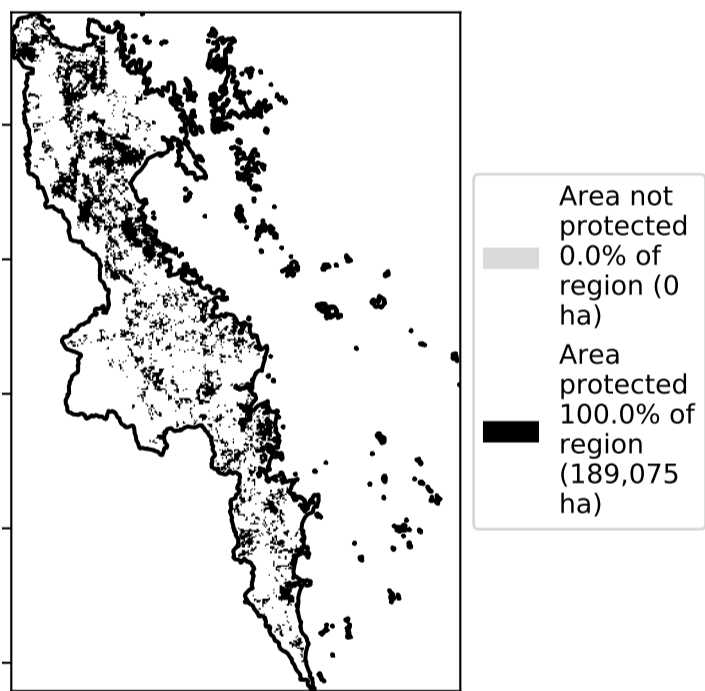 Area not
protected
0.0% of
region (0
ha)
Area
protected
100.0% of
region
(189,075
ha)